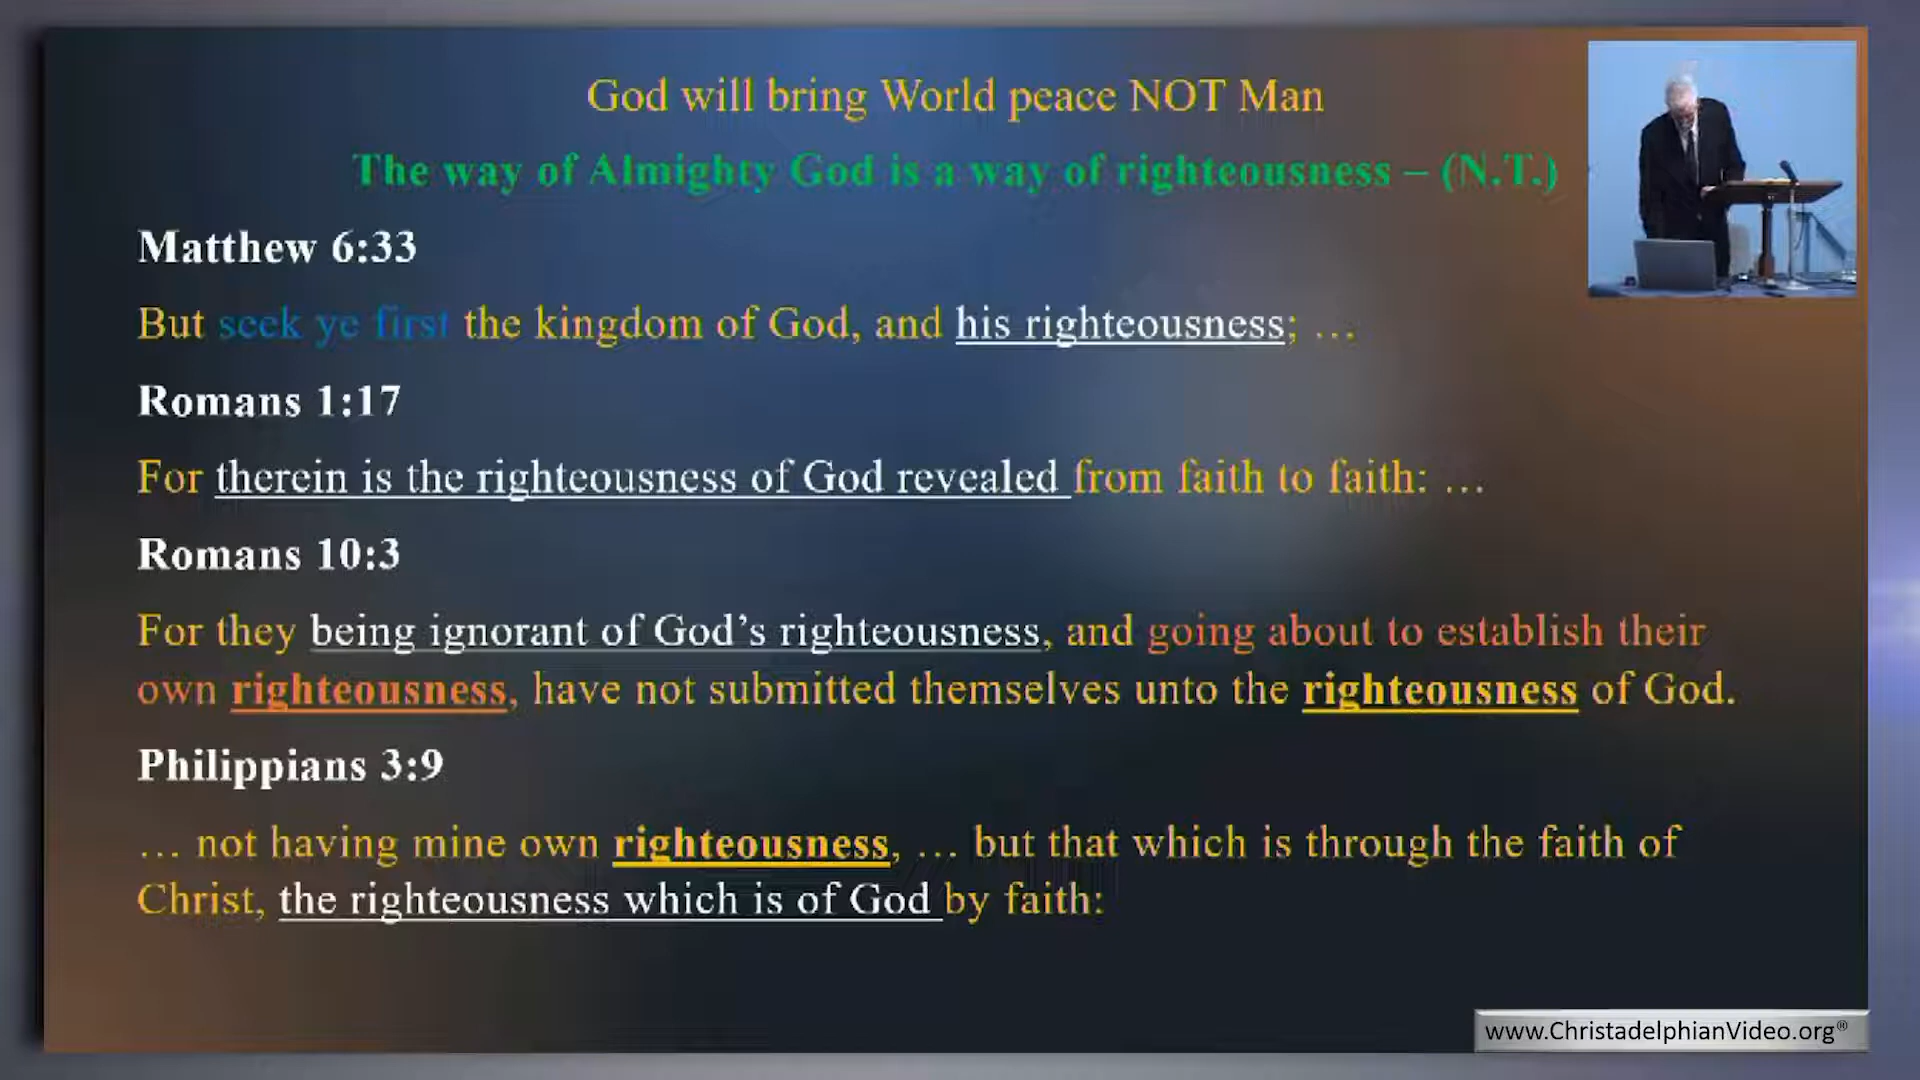 God will bring World peace NOT Man
The way of Almighty God is a way of righteousness – (N.T.)
Matthew 6:33
But seek ye first the kingdom of God, and his righteousness; …
Romans 1:17
For therein is the righteousness of God revealed from faith to faith: …
Romans 10:3
For they being ignorant of God’s righteousness, and going about to establish their
own righteousness, have not submitted themselves unto the righteousness of God.
Philippians 3:9
… not having mine own righteousness, … but that which is through the faith of
Christ, the righteousness which is of God by faith:
www.ChristadelphianVideo.org®